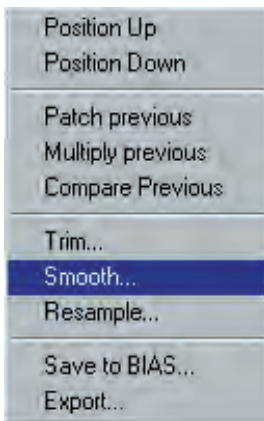 Position Up
Position Down
Patch previous
Multiply previous
Compare Previous
Trim...
Smooth...
Resample...
Save to BIAS...
Export...